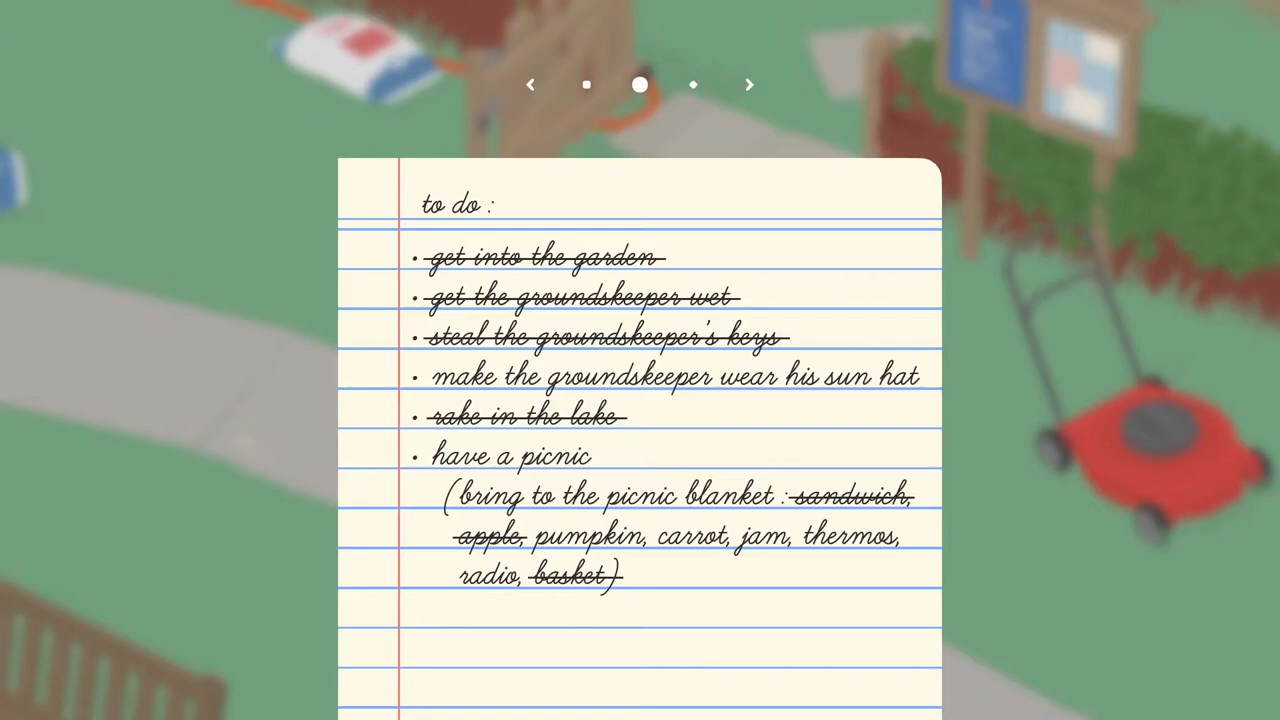 to do :
• get into the garden
• get the groundskeeper wet
• steal the groundskeeper's keys
• make the groundskeeper wear his sun hat
• rake in the lake
• have a picnic
(bring to the picnic blanket : sandwich,
apple, pumpkin, carrot, jam, thermos,
radio, basket)